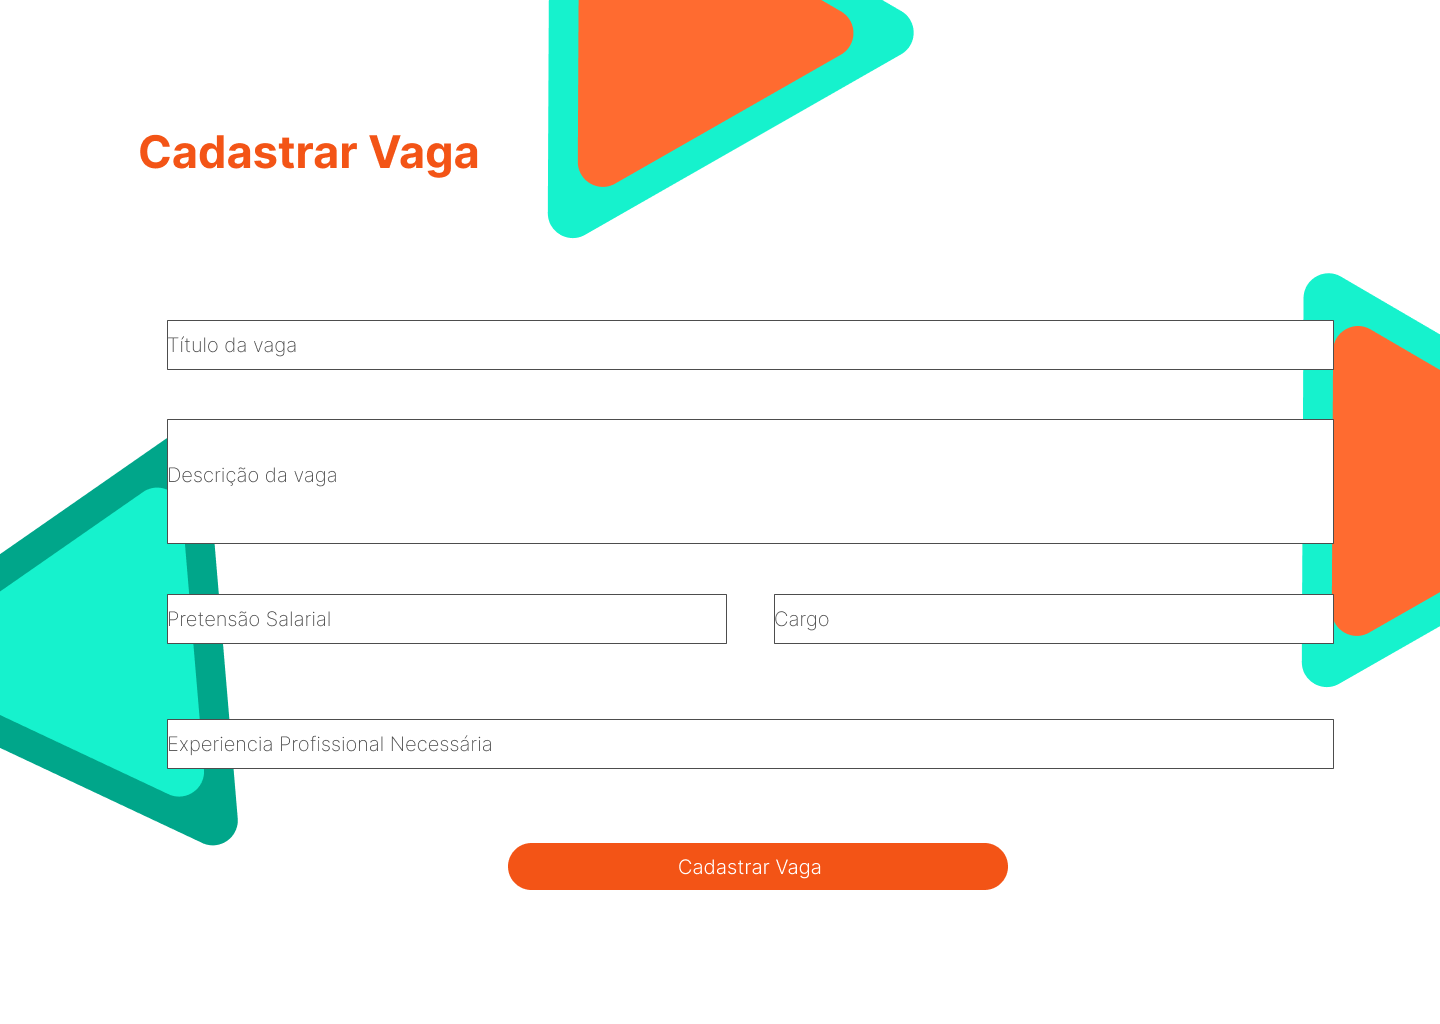 Cadastrar Vaga
Título da vaga
Descrição da vaga
Pretensão Salarial
Cargo
Experiencia Profissional Necessária
Cadastrar Vaga